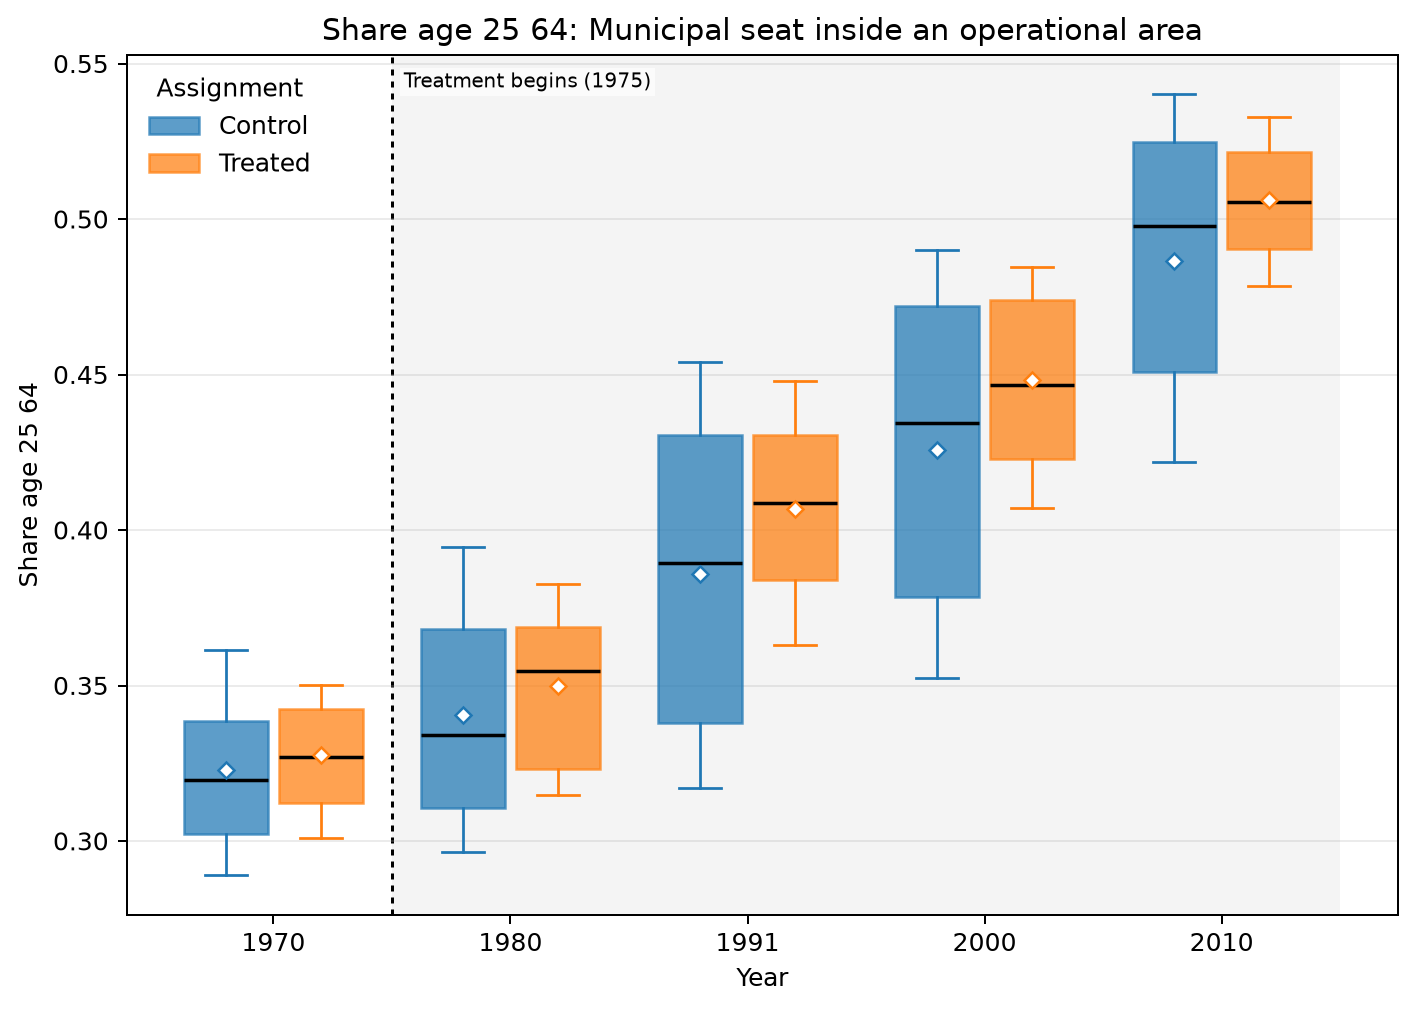 Share age 25 64: Municipal seat inside an operational area
Treatment begins (1975)
Assignment
Control
Treated
Share age 25 64
0.55
0.50
0.45
0.40
0.35
0.30
1970
1980
1991
2000
2010
Year